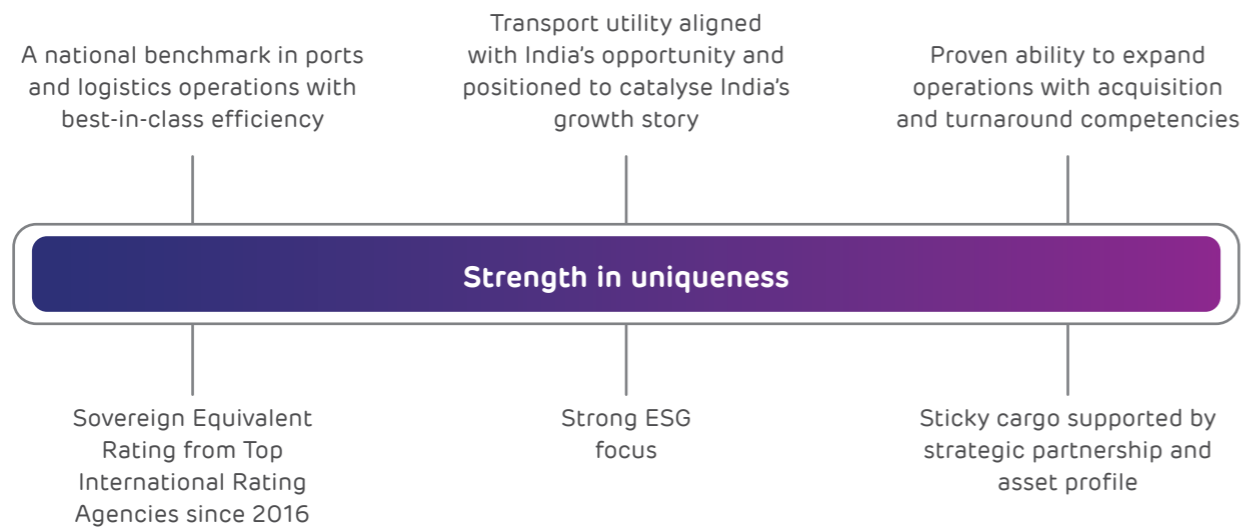 A national benchmark in ports
and logistics operations with
best-in-class efficiency
Transport utility aligned
with India's opportunity and
positioned to catalyse India's
growth story
Proven ability to expand
operations with acquisition
and turnaround competencies
Strength in uniqueness
Sovereign Equivalent
Rating from Top
International Rating
Agencies since 2016
Strong ESG
focus
Sticky cargo supported by
strategic partnership and
asset profile